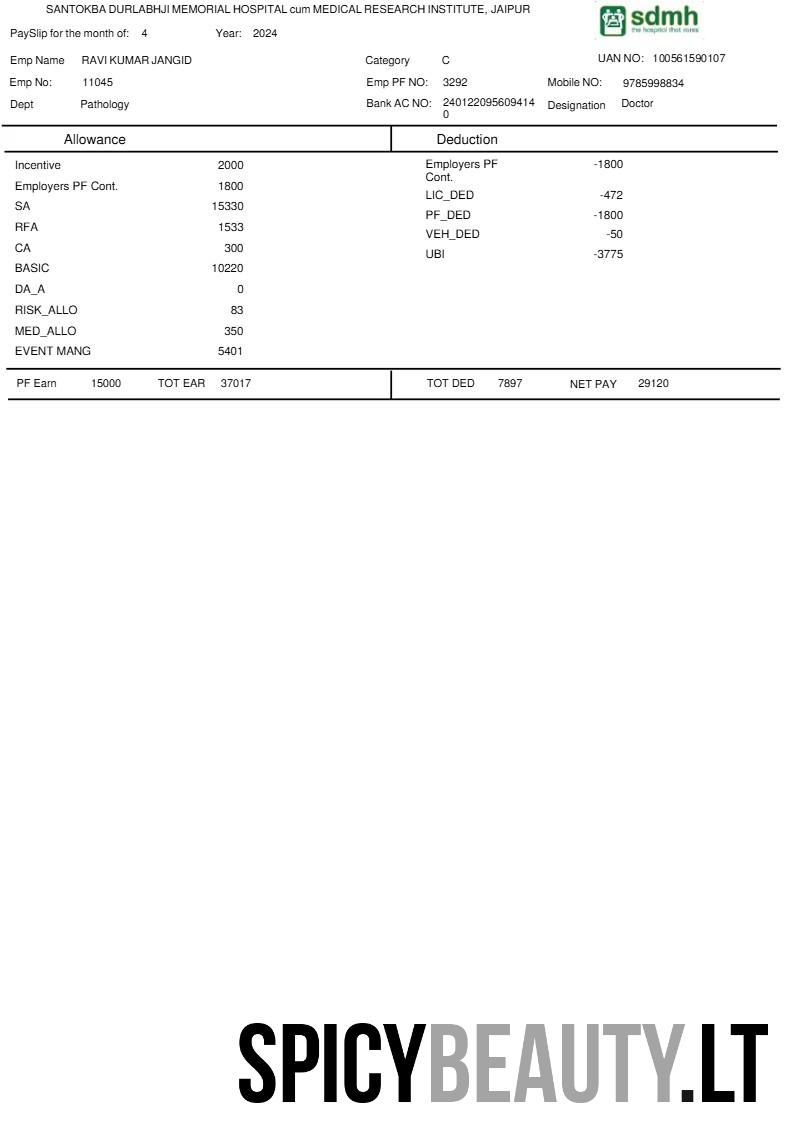 SANTOKBA DURLABHJI MEMORIAL HOSPITAL cum MEDICAL RESEARCH INSTITUTE, JAIPUR
sdmh
the hospital that cares
PaySlip for the month of: 4 Year: 2024
Emp Name RAVI KUMAR JANGID Category C UAN NO: 100561590107
Emp No: 11045 Emp PF NO: 3292 Mobile NO: 9785998834
Dept Pathology Bank AC NO: 240122095609414 Designation Doctor
0
Allowance Deduction
Incentive 2000 Employers PF -1800
Cont.
Employers PF Cont. 1800 LIC_DED -472
SA 15330 PF_DED -1800
RFA 1533 VEH_DED -50
CA 300 UBI -3775
BASIC 10220
DA_A 0
RISK_ALLO 83
MED_ALLO 350
EVENT MANG 5401
PF Earn 15000 TOT EAR 37017 TOT DED 7897 NET PAY 29120
SPICYBEAUTY.LT